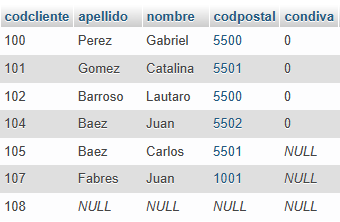 codcliente apellido nombre codpostal condiva
100 Perez Gabriel 5500 0
101 Gomez Catalina 5501 0
102 Barroso Lautaro 5500 0
104 Baez Juan 5502 0
105 Baez Carlos 5501 NULL
107 Fabres Juan 1001 NULL
108 NULL NULL NULL NULL